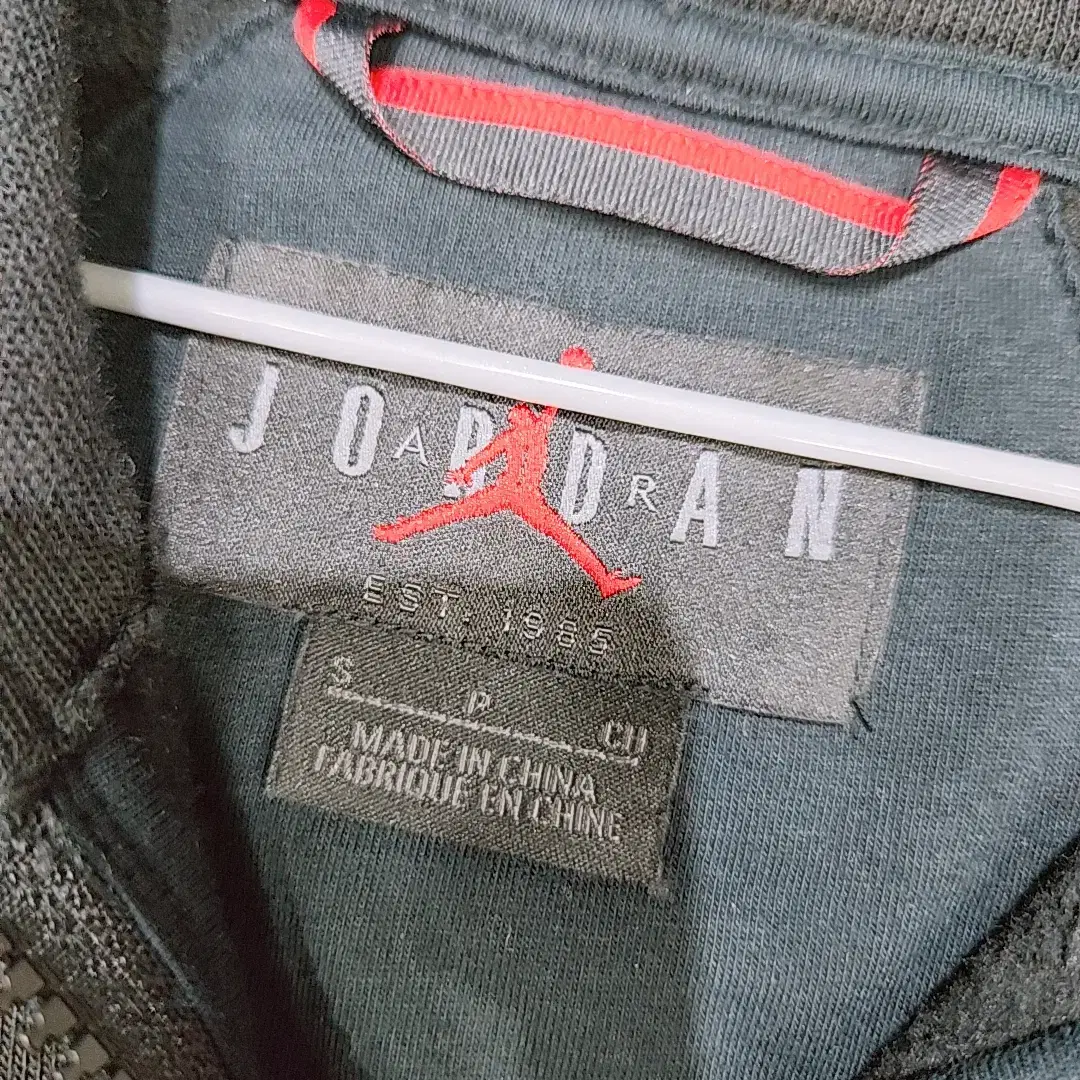 JORDAN
AIR
EST. 1985
S P CH
MADE IN CHINA
FABRIQUE EN CHINE